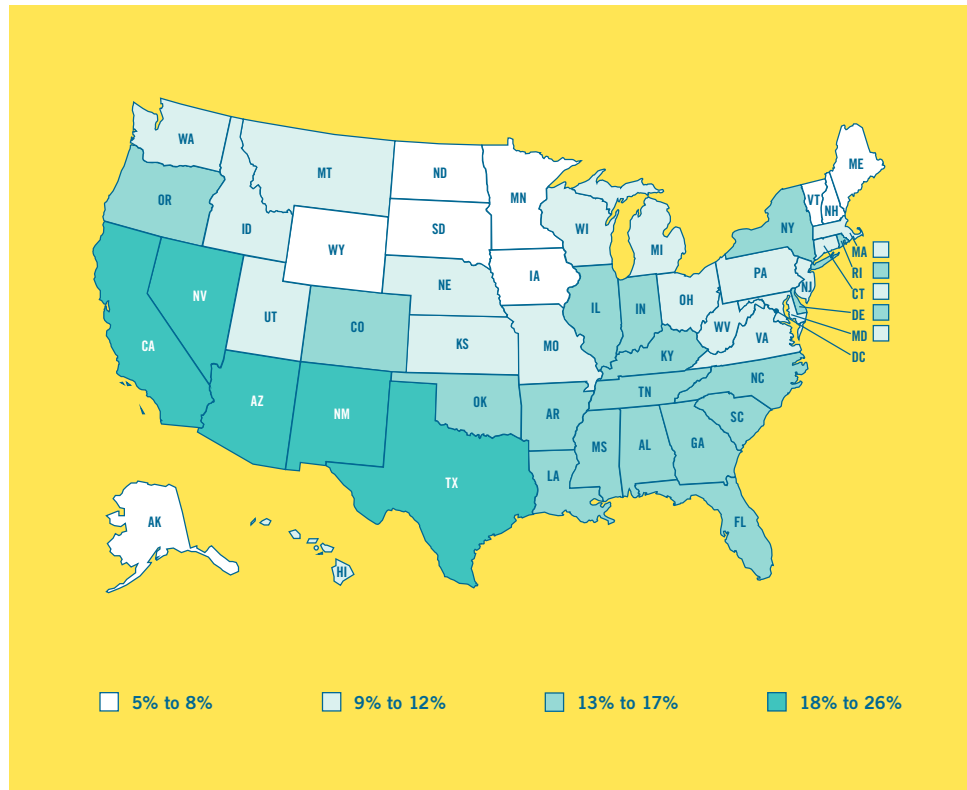 WA
MT
ND
MN
ME
OR
ID
WY
SD
WI
MI
NY
VT
NH
MA
RI
CT
DE
MD
DC
NV
UT
CO
NE
IA
IL
IN
OH
PA
NJ
CA
KS
MO
KY
WV
VA
AZ
NM
OK
AR
TN
NC
SC
TX
LA
MS
AL
GA
FL
AK
HI
5% to 8%
9% to 12%
13% to 17%
18% to 26%